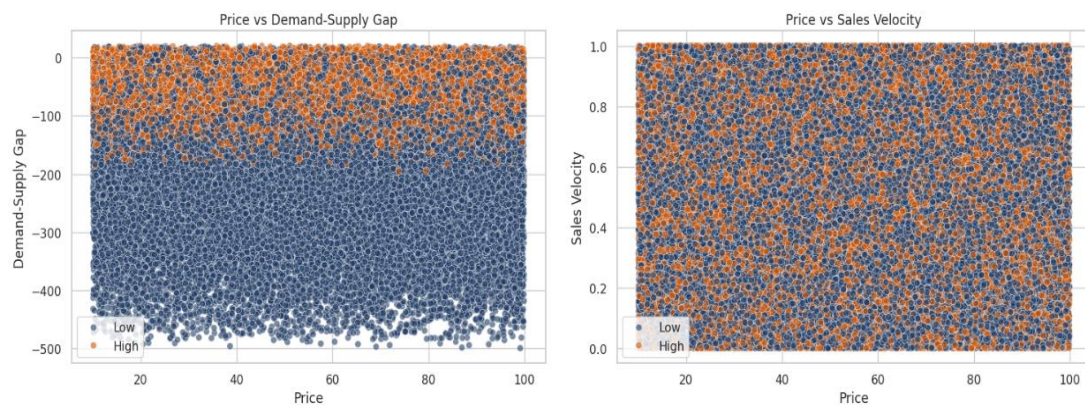 Price vs Demand-Supply Gap
Demand-Supply Gap
0
−100
−200
−300
−400
−500
Low
High
20
40
60
80
100
Price
Price vs Sales Velocity
Sales Velocity
1.0
0.8
0.6
0.4
0.2
0.0
Low
High
20
40
60
80
100
Price